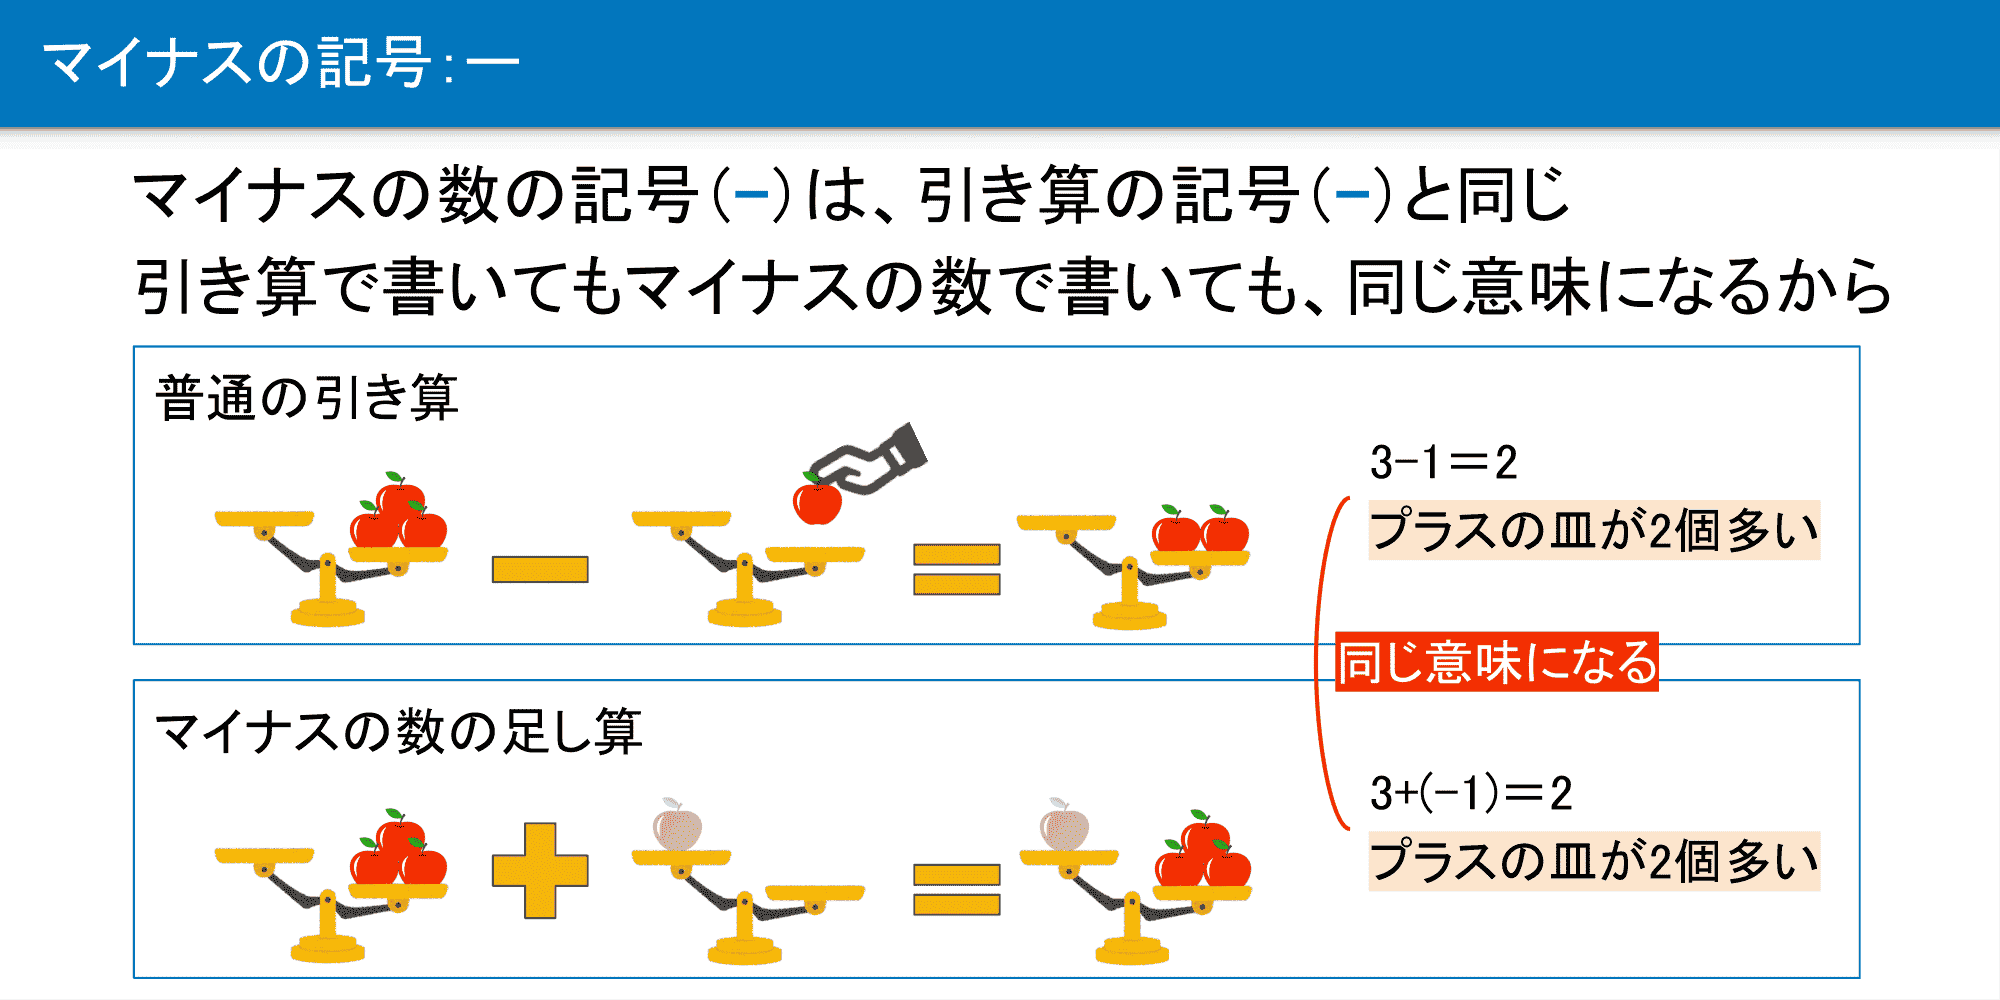 マイナスの記号：－
マイナスの数の記号（－）は、引き算の記号（－）と同じ
引き算で書いてもマイナスの数で書いても、同じ意味になるから
普通の引き算
3－1＝2
プラスの皿が2個多い
同じ意味になる
マイナスの数の足し算
3+(－1)＝2
プラスの皿が2個多い